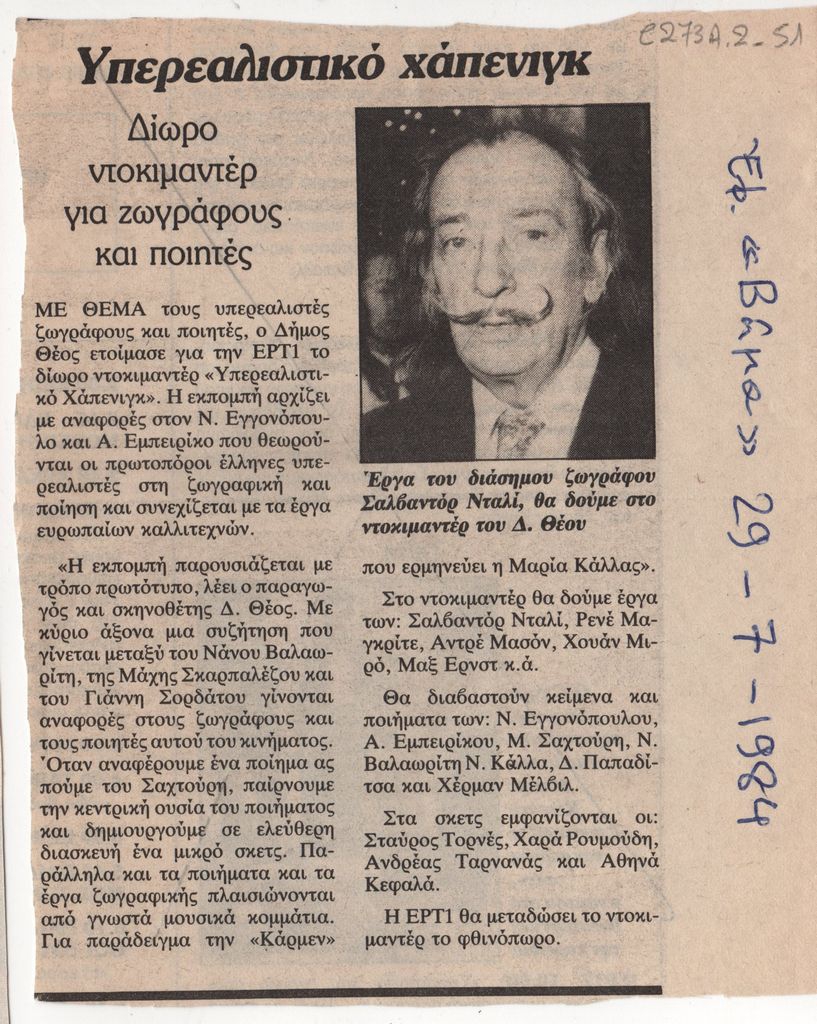 C273A.2-S1
Υπερεαλιστικό χάπενιγκ
Δίωρο
ντοκιμαντέρ
για ζωγράφους
και ποιητές
ΜΕ ΘΕΜΑ τους υπερεαλιστές
ζωγράφους και ποιητές, ο Δήμος
Θέος ετοίμασε για την ΕΡΤ1 το
δίωρο ντοκιμαντέρ «Υπερεαλιστι-
κό Χάπενιγκ». Η εκπομπή αρχίζει
με αναφορές στον Ν. Εγγονόπου-
λο και Α. Εμπειρίκο που θεωρού-
νται οι πρωτοπόροι έλληνες υπε-
ρεαλιστές στη ζωγραφική και
ποίηση και συνεχίζεται με τα έργα
ευρωπαίων καλλιτεχνών.
«Η εκπομπή παρουσιάζεται με
τρόπο πρωτότυπο, λέει ο παραγω-
γός και σκηνοθέτης Δ. Θέος. Με
κύριο άξονα μια συζήτηση που
γίνεται μεταξύ του Νάνου Βαλαω-
ρίτη, της Μάχης Σκαρπαλέζου και
του Γιάννη Σορδάτου γίνονται
αναφορές στους ζωγράφους και
τους ποιητές αυτού του κινήματος.
Όταν αναφέρουμε ένα ποίημα ας
πούμε του Σαχτούρη, παίρνουμε
την κεντρική ουσία του ποιήματος
και δημιουργούμε σε ελεύθερη
διασκευή ένα μικρό σκετς. Πα-
ράλληλα και τα ποιήματα και τα
έργα ζωγραφικής πλαισιώνονται
από γνωστά μουσικά κομμάτια.
Για παράδειγμα την «Κάρμεν»
Έργα του διάσημου ζωγράφου
Σαλβαντόρ Νταλί, θα δούμε στο
ντοκιμαντέρ του Δ. Θέου
που ερμηνεύει η Μαρία Κάλλας».
Στο ντοκιμαντέρ θα δούμε έργα
των: Σαλβαντόρ Νταλί, Ρενέ Μα-
γκρίτε, Αντρέ Μασόν, Χουάν Μι-
ρό, Μαξ Ερνστ κ.ά.
Θα διαβαστούν κείμενα και
ποιήματα των: Ν. Εγγονόπουλου,
Α. Εμπειρίκου, Μ. Σαχτούρη, Ν.
Βαλαωρίτη Ν. Κάλλα, Δ. Παπαδί-
τσα και Χέρμαν Μέλβιλ.
Στα σκετς εμφανίζονται οι:
Σταύρος Τορνές, Χαρά Ρουμούδη,
Ανδρέας Ταρνανάς και Αθηνά
Κεφαλά.
Η ΕΡΤ1 θα μεταδώσει το ντοκι-
μαντέρ το φθινόπωρο.
Εφ. «Βήμα» 29-7-1984